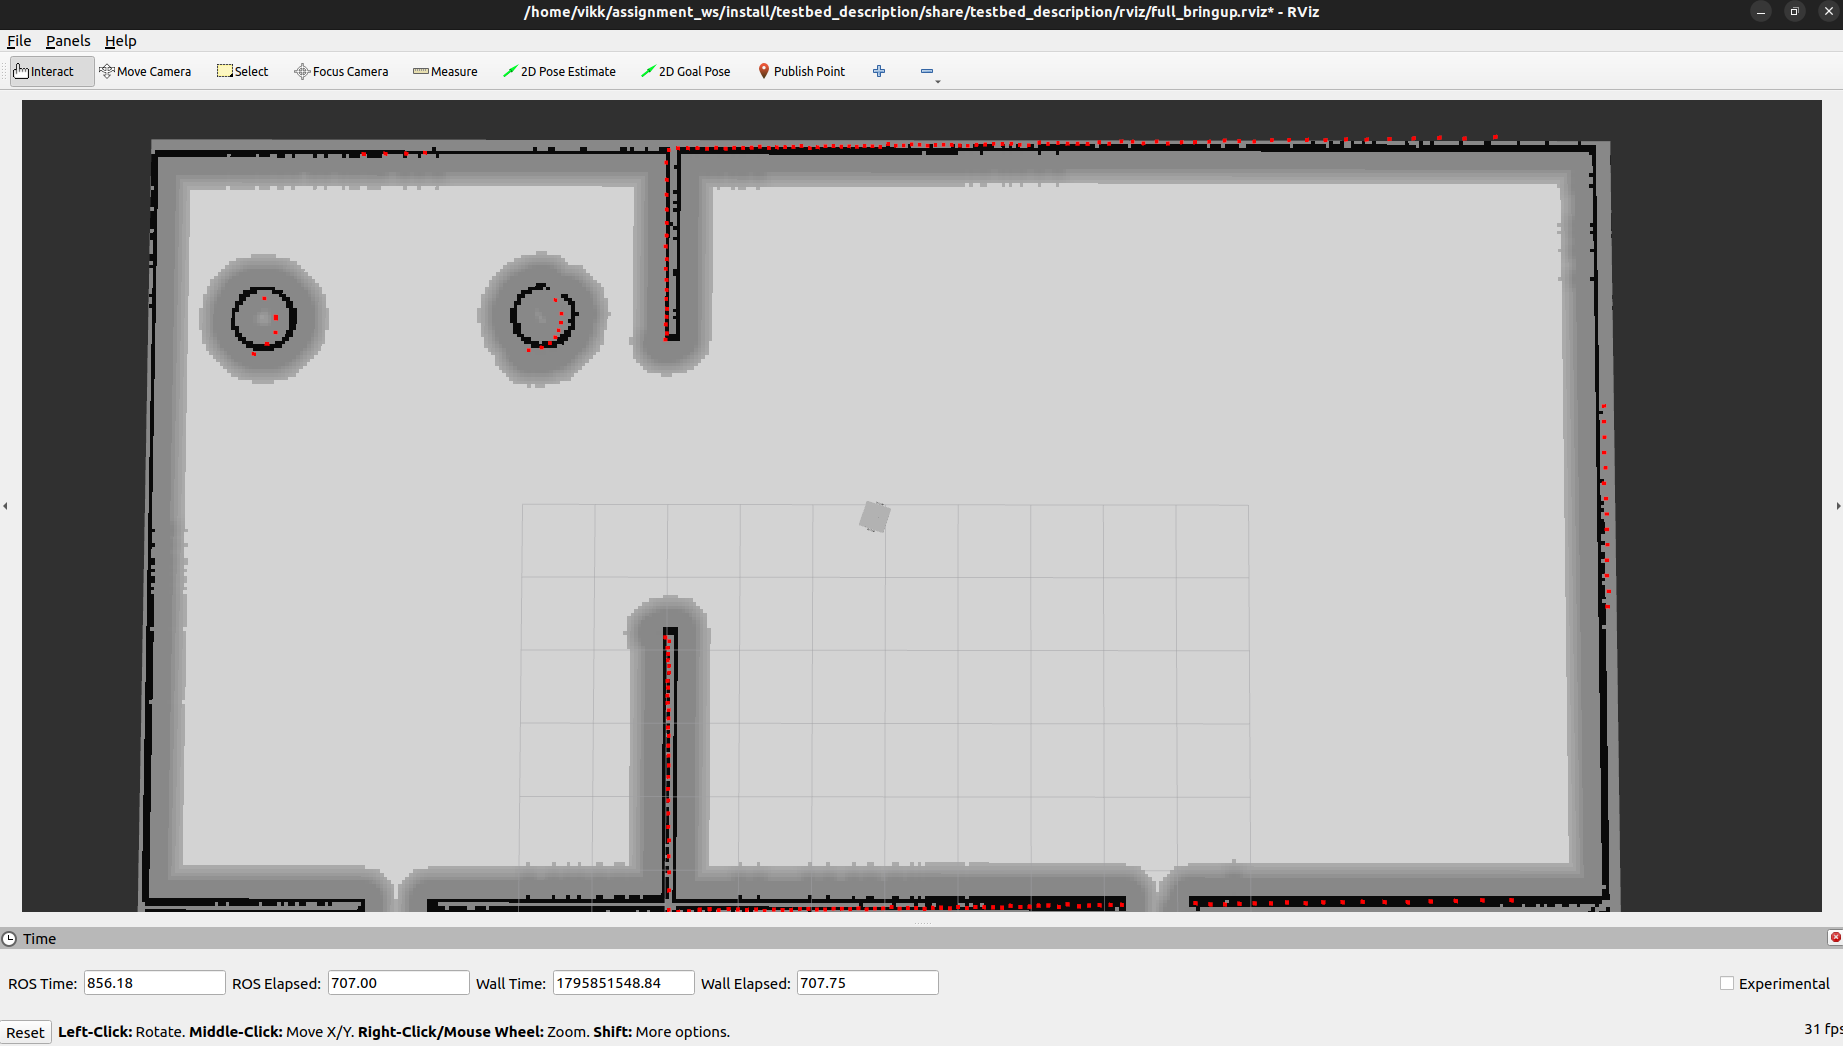 /home/vikk/assignment_ws/install/testbed_description/share/testbed_description/rviz/full_bringup.rviz* - RViz
File Panels Help
Interact Move Camera Select Focus Camera Measure 2D Pose Estimate 2D Goal Pose Publish Point
Time
ROS Time: 856.18 ROS Elapsed: 707.00 Wall Time: 1795851548.84 Wall Elapsed: 707.75 Experimental
Reset Left-Click: Rotate. Middle-Click: Move X/Y. Right-Click/Mouse Wheel: Zoom. Shift: More options. 31 fps